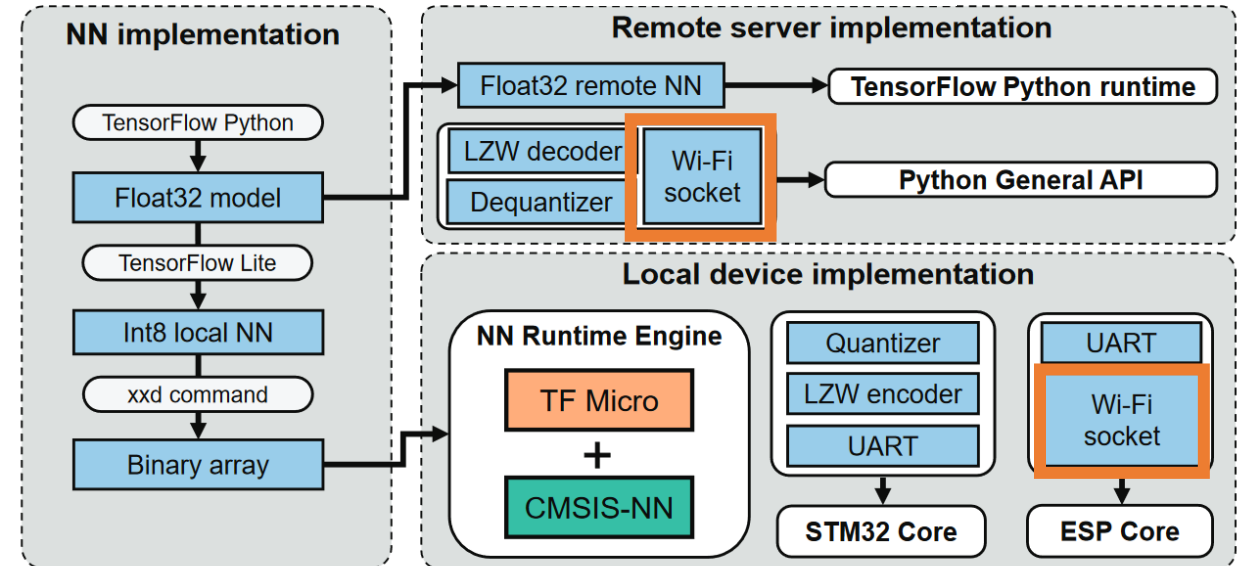 NN implementation
TensorFlow Python
Float32 model
TensorFlow Lite
Int8 local NN
xxd command
Binary array
Remote server implementation
Float32 remote NN
TensorFlow Python runtime
LZW decoder
Dequantizer
Wi-Fi
socket
Python General API
Local device implementation
NN Runtime Engine
TF Micro
+
CMSIS-NN
Quantizer
LZW encoder
UART
STM32 Core
UART
Wi-Fi
socket
ESP Core